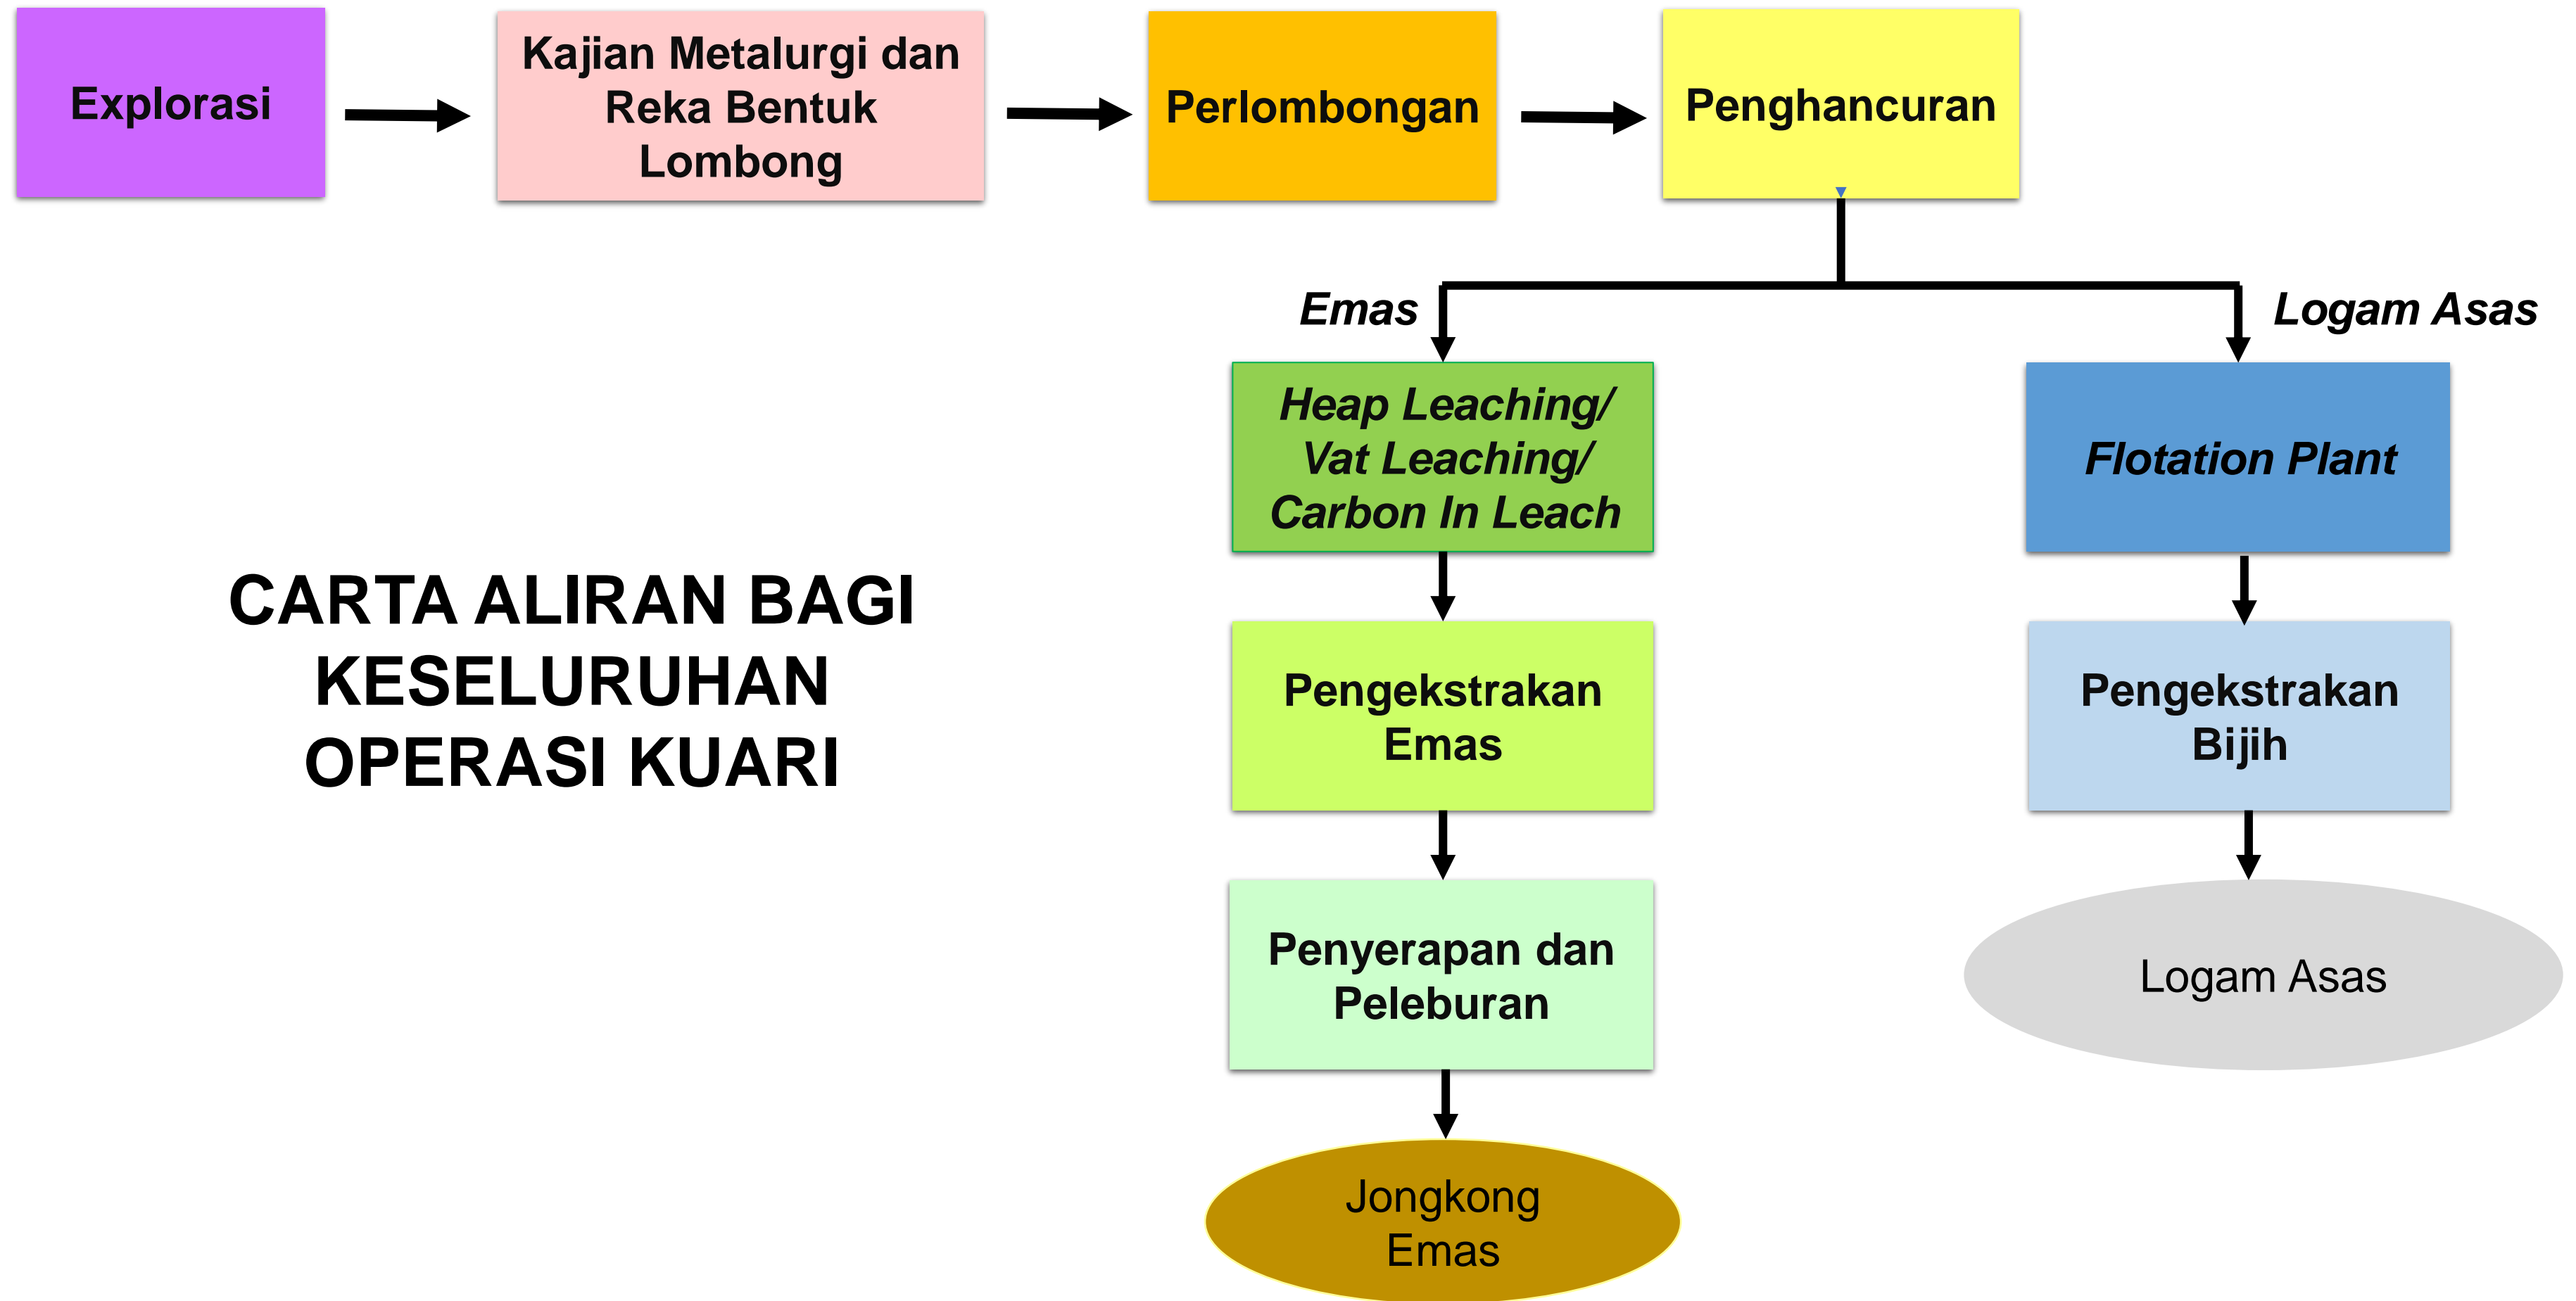 Explorasi
Kajian Metalurgi dan
Reka Bentuk
Lombong
Perlombongan
Penghancuran
Emas
Logam Asas
Heap Leaching/
Vat Leaching/
Carbon In Leach
Flotation Plant
CARTA ALIRAN BAGI
KESELURUHAN
OPERASI KUARI
Pengekstrakan
Emas
Pengekstrakan
Bijih
Penyerapan dan
Peleburan
Logam Asas
Jongkong
Emas